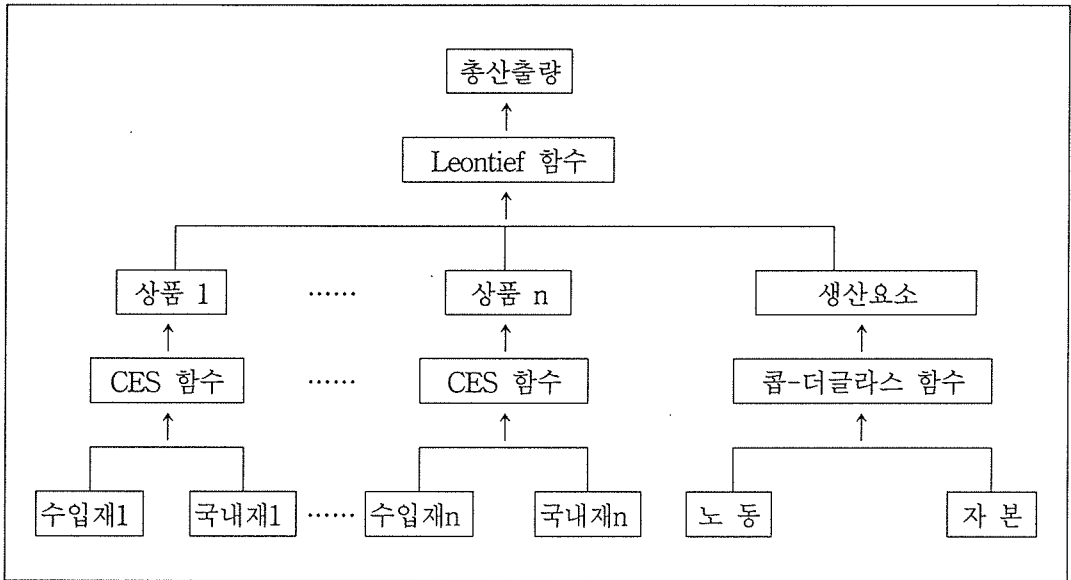 총산출량
Leontief 함수
상품 1 ...... 상품 n 생산요소
CES 함수 ...... CES 함수 콥-더글라스 함수
수입재1 국내재1 ...... 수입재n 국내재n 노 동 자 본